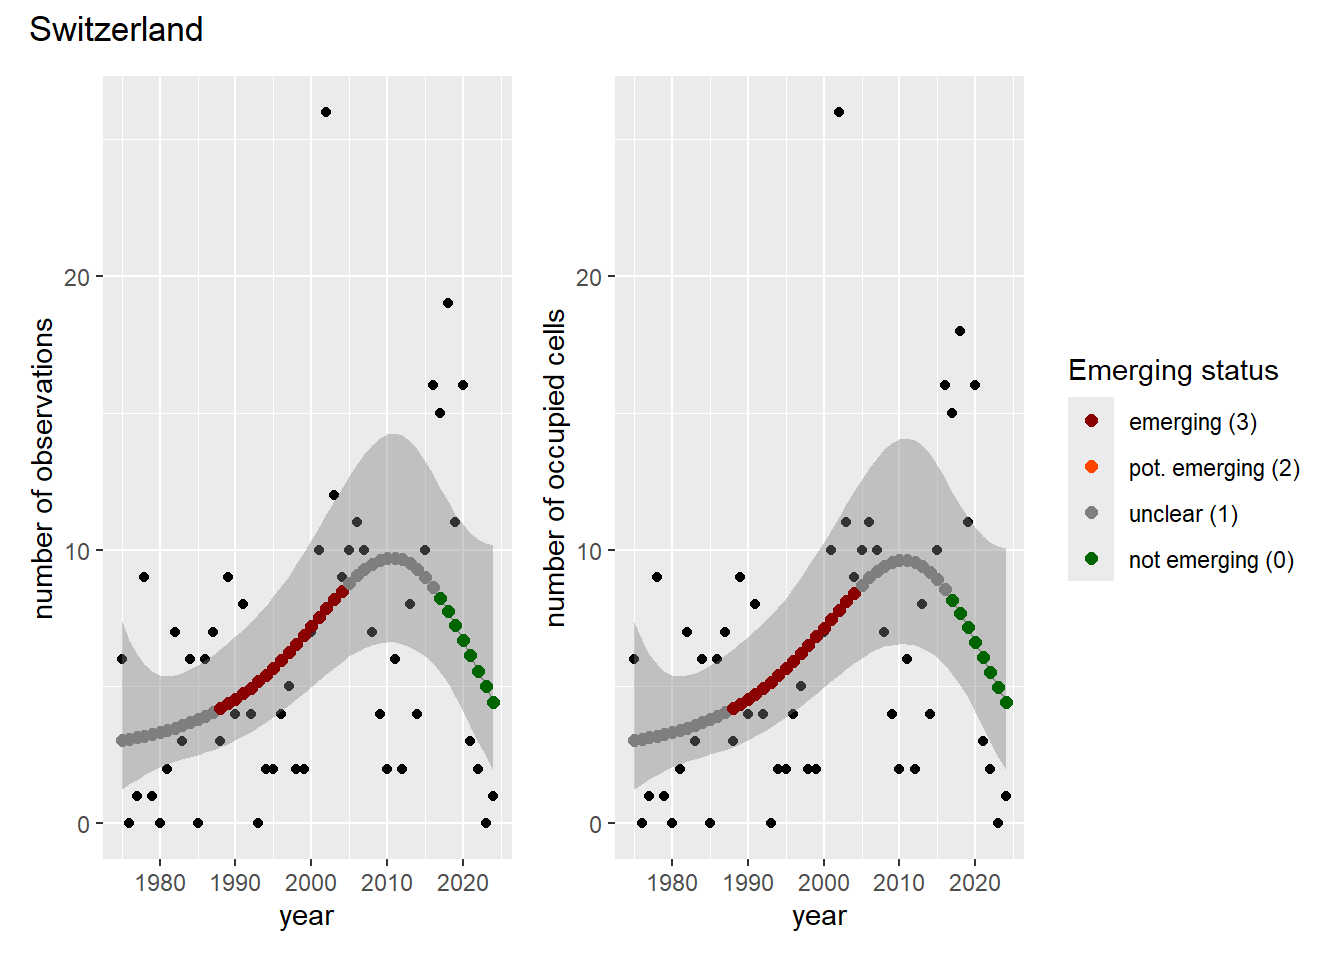 Switzerland
number of observations
20
10
0
1980 1990 2000 2010 2020
year
number of occupied cells
20
10
0
1980 1990 2000 2010 2020
year
Emerging status
emerging (3)
pot. emerging (2)
unclear (1)
not emerging (0)